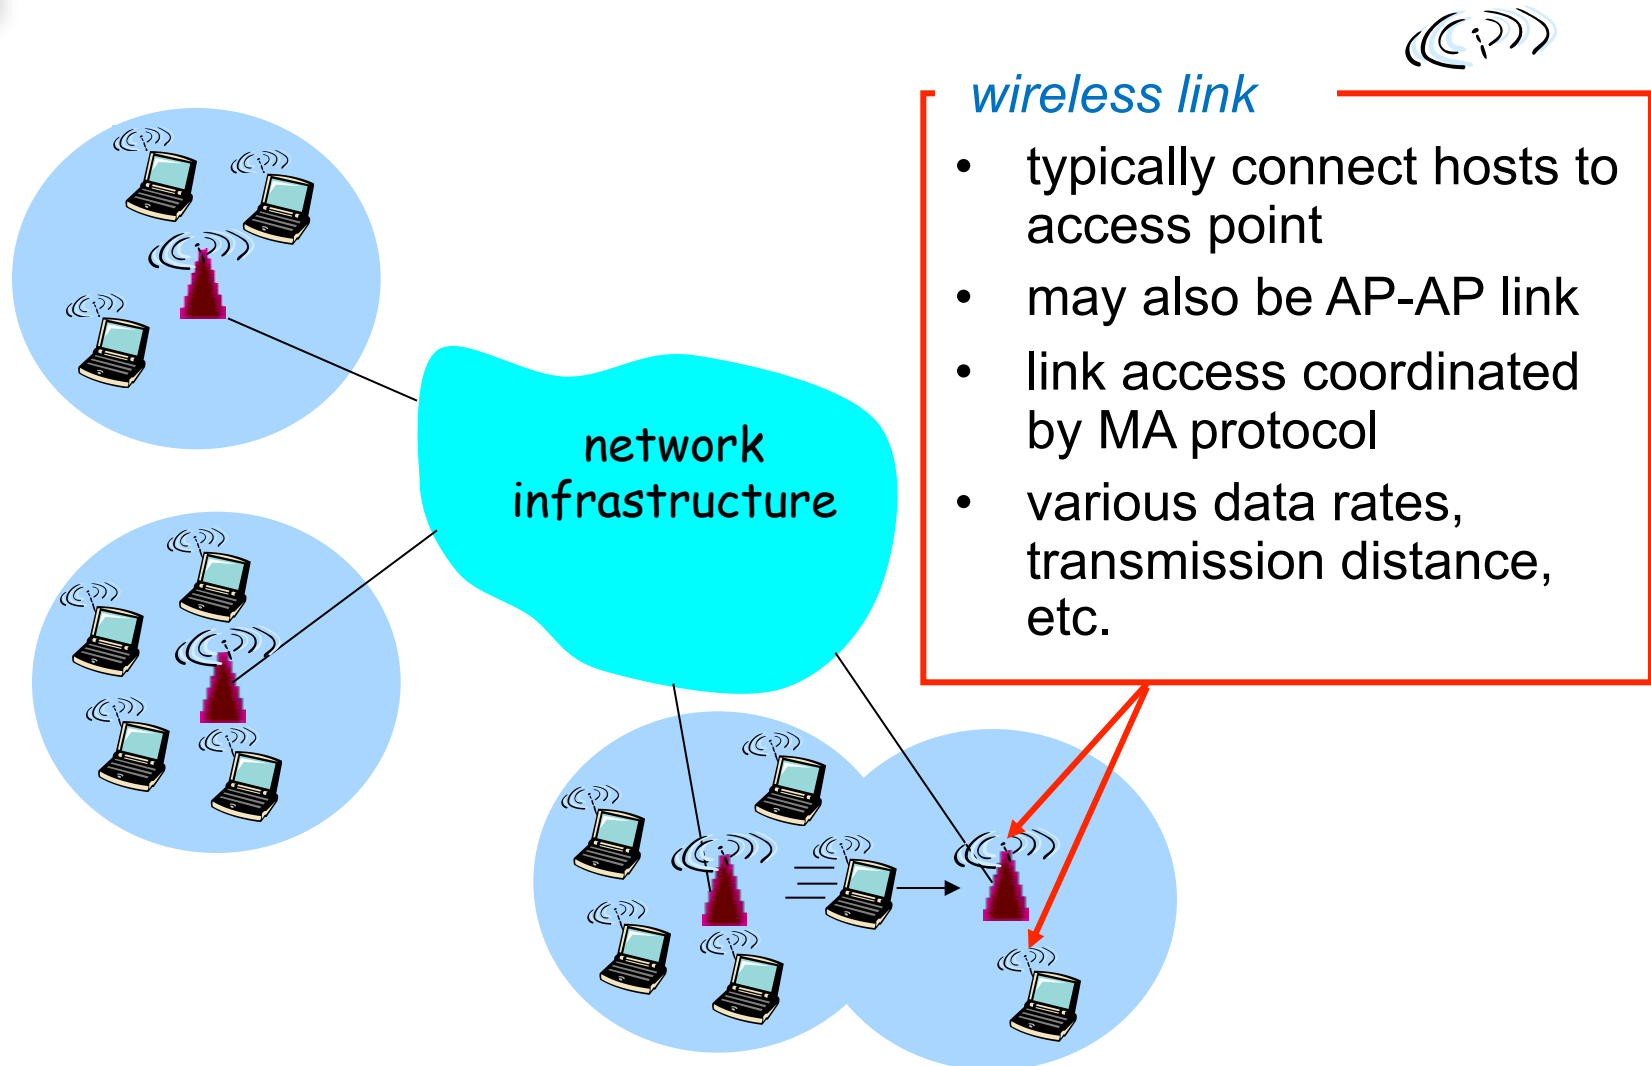 wireless link
• typically connect hosts to
access point
• may also be AP-AP link
• link access coordinated
by MA protocol
• various data rates,
transmission distance,
etc.
network
infrastructure